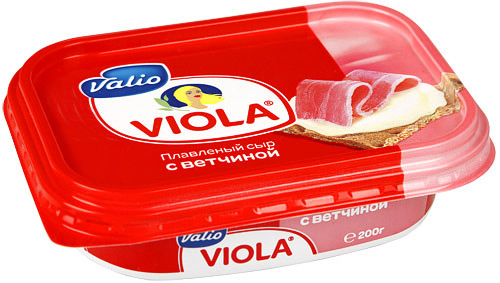 Valio
VIOLA®
Плавленый сыр
с ветчиной
с ветчиной
Valio
VIOLA®
℮ 200г